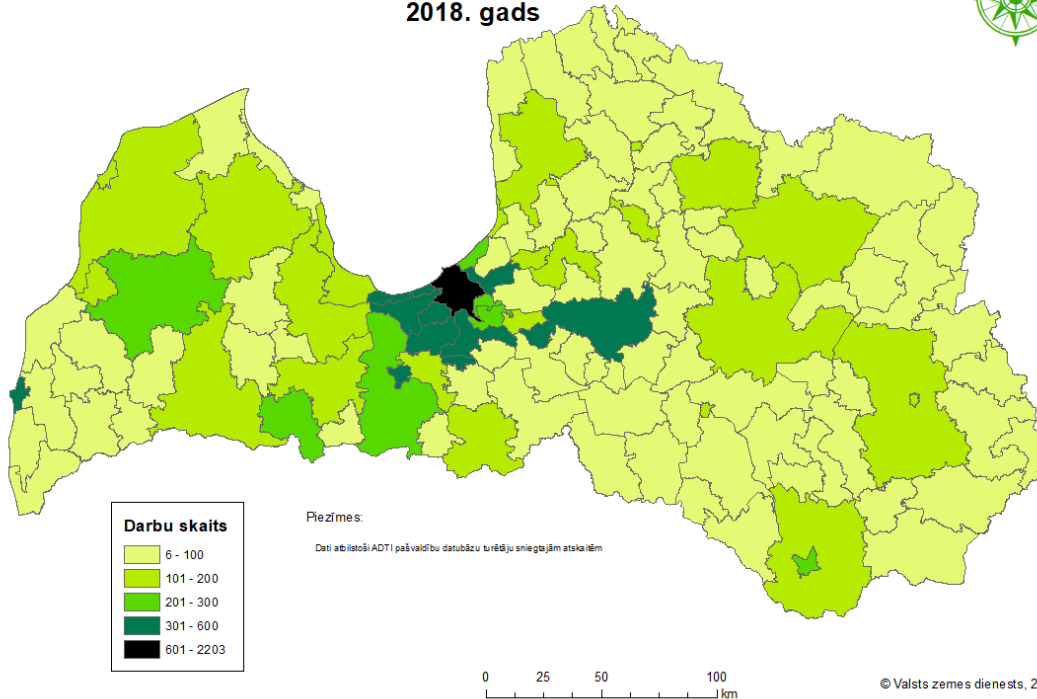 2018. gads
Piezīmes:
Dati atbilstoši ADTI pašvaldību datubāzu turētāju sniegtajām atskaitēm
Darbu skaits
6 - 100
101 - 200
201 - 300
301 - 600
601 - 2203
0 25 50 100
km
© Valsts zemes dienests, 2